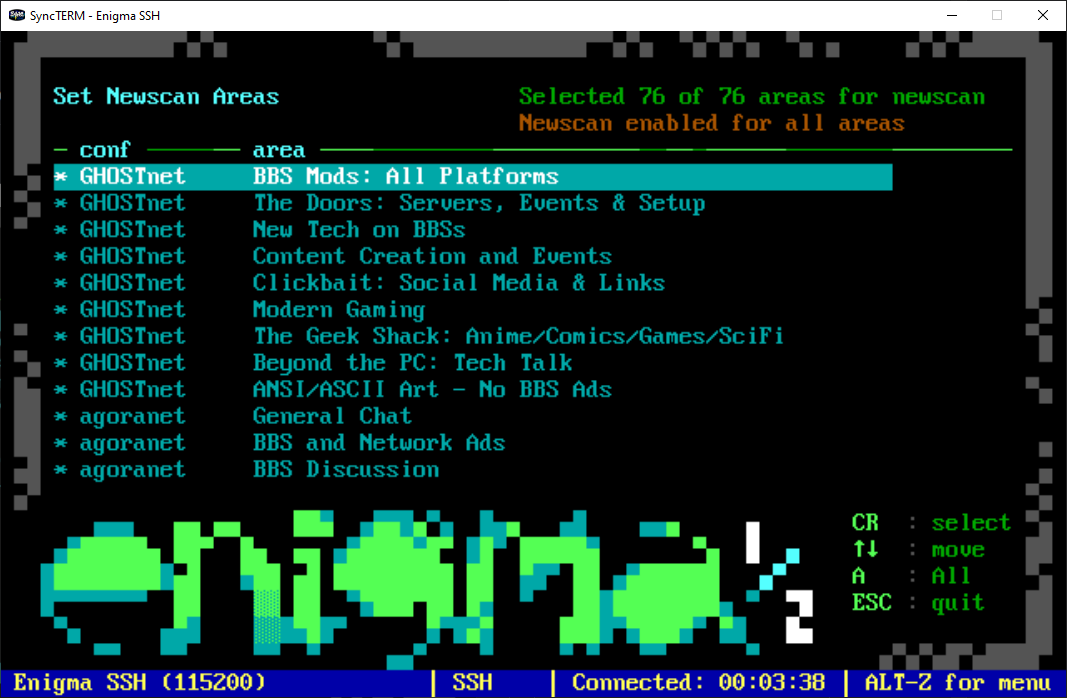 SyncTERM - Enigma SSH
Set Newscan Areas
Selected 76 of 76 areas for newscan
Newscan enabled for all areas
conf area
* GHOSTnet BBS Mods: All Platforms
* GHOSTnet The Doors: Servers, Events & Setup
* GHOSTnet New Tech on BBSs
* GHOSTnet Content Creation and Events
* GHOSTnet Clickbait: Social Media & Links
* GHOSTnet Modern Gaming
* GHOSTnet The Geek Shack: Anime/Comics/Games/SciFi
* GHOSTnet Beyond the PC: Tech Talk
* GHOSTnet ANSI/ASCII Art - No BBS Ads
* agoranet General Chat
* agoranet BBS and Network Ads
* agoranet BBS Discussion
enigma ½
CR : select
↑↓ : move
A : All
ESC : quit
Enigma SSH (115200) | SSH | Connected: 00:03:38 | ALT-Z for menu